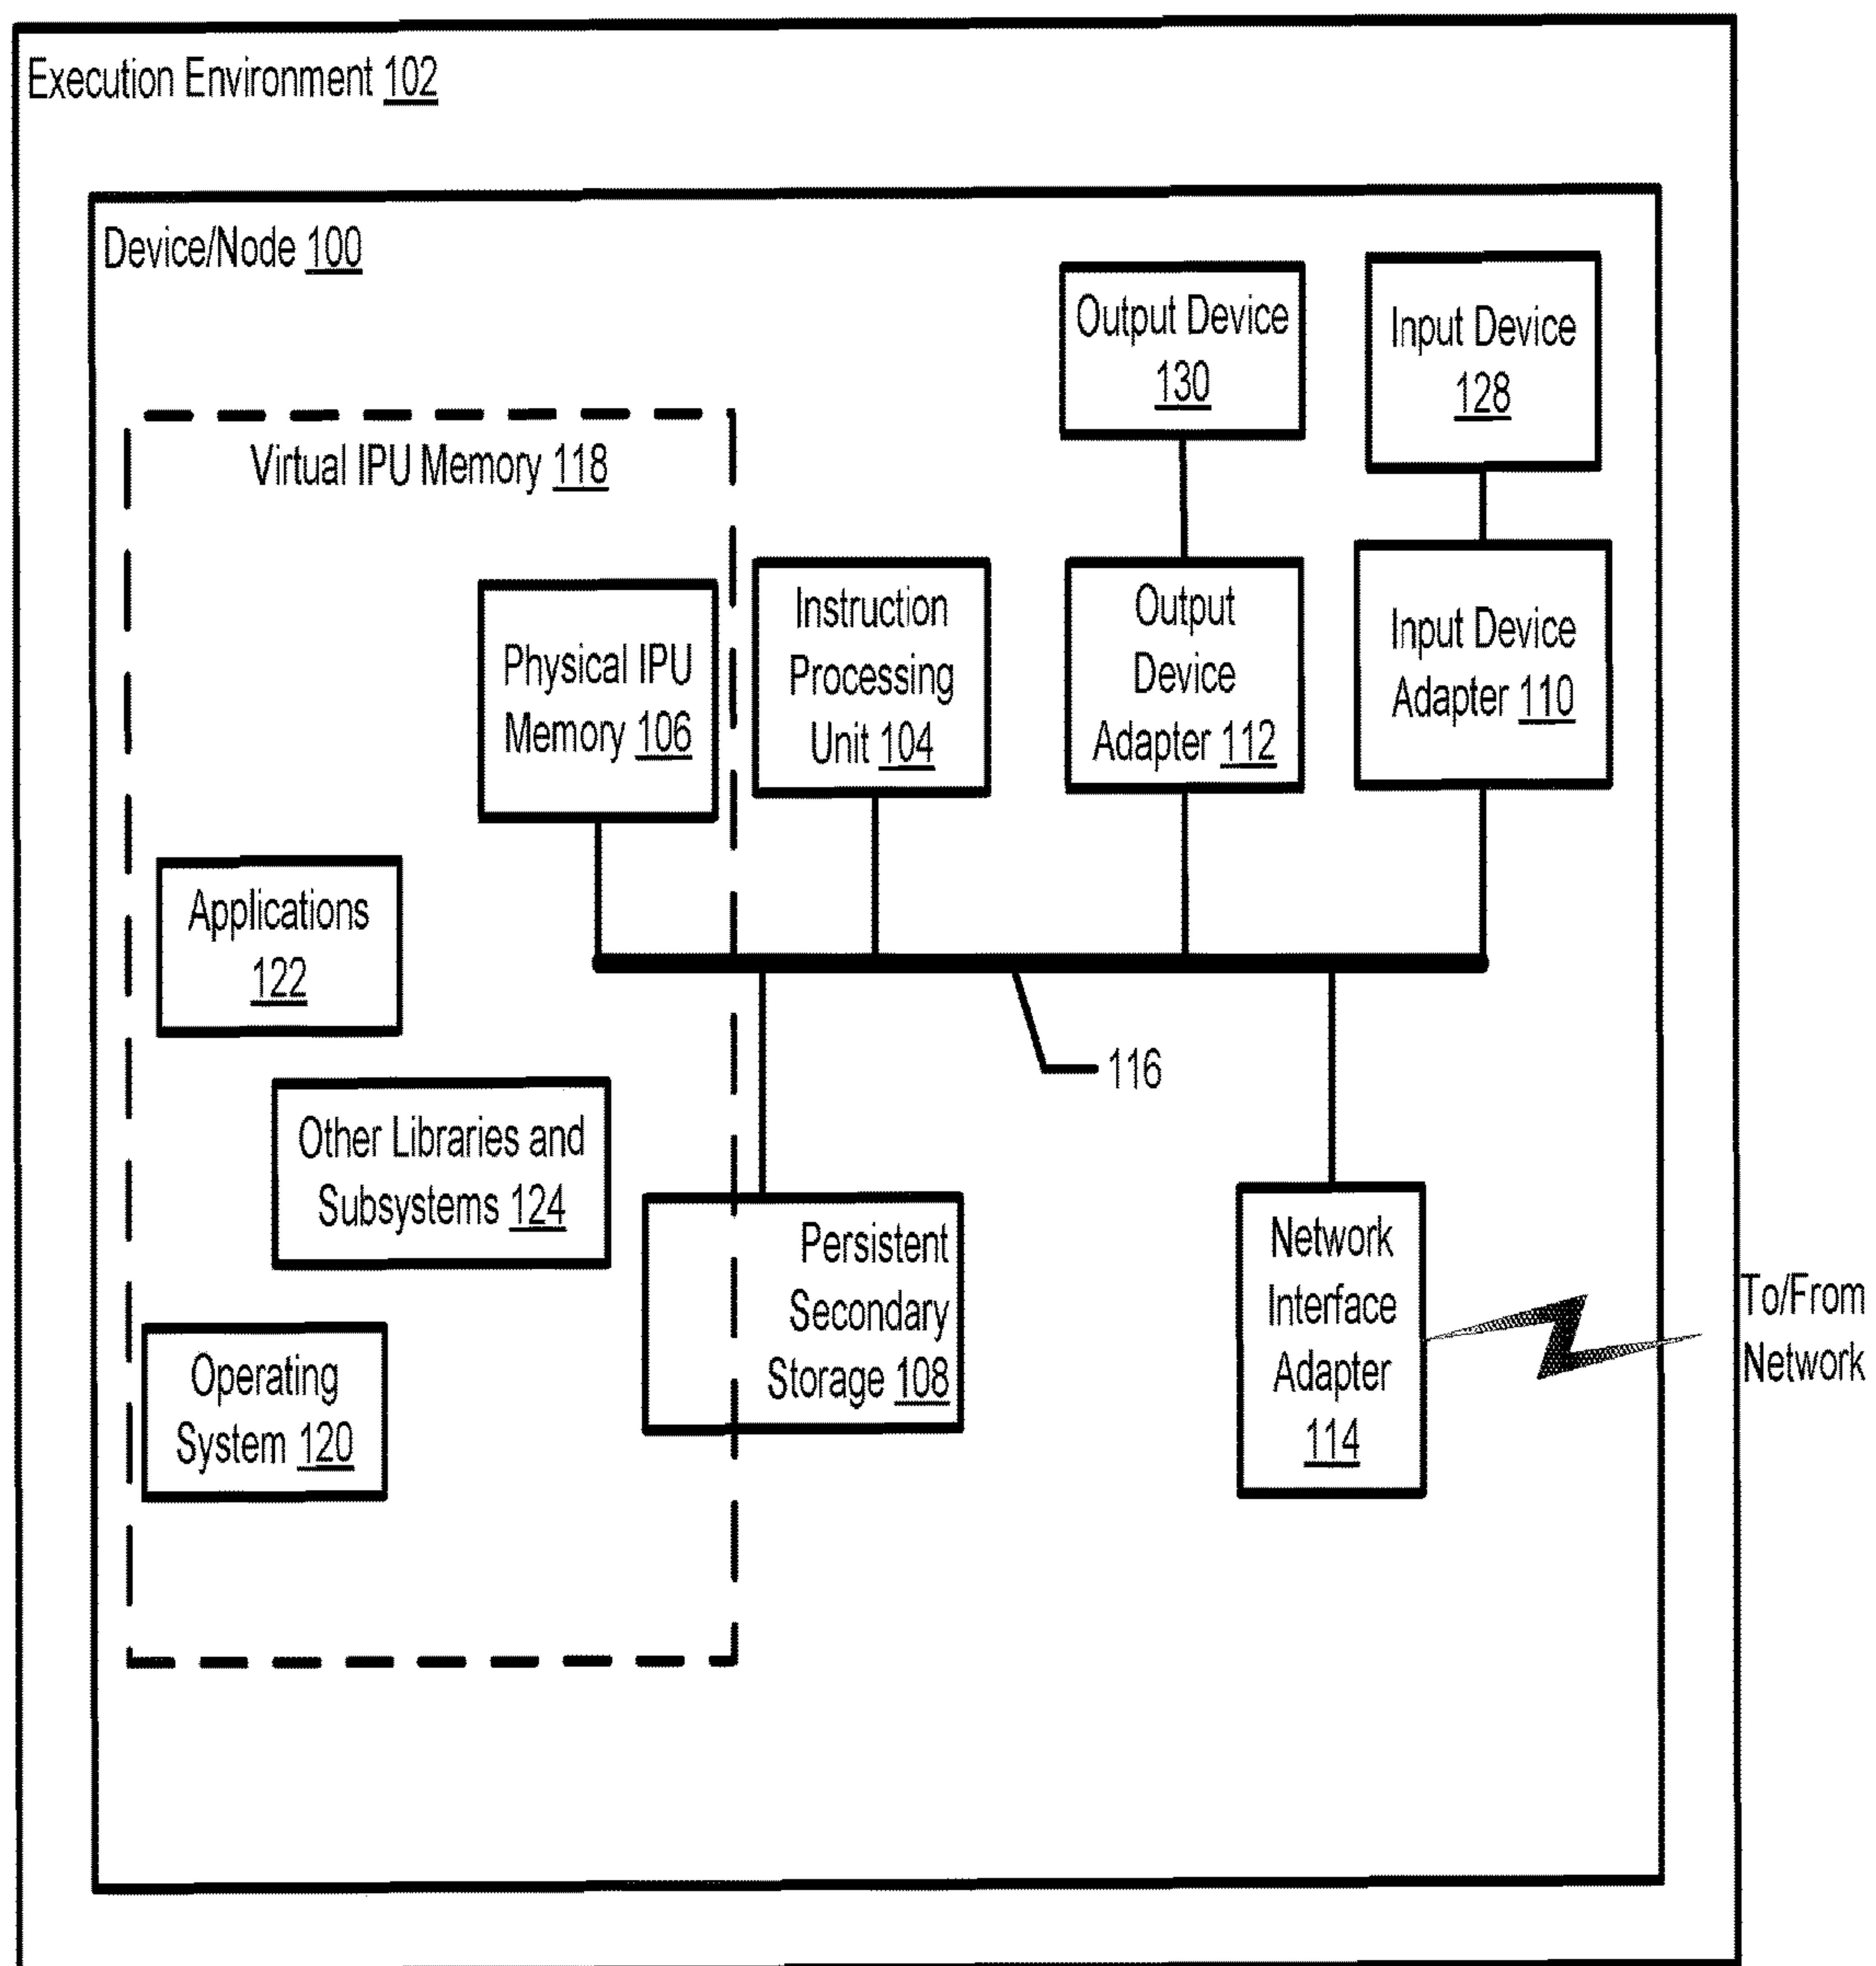 Execution Environment 102
Device/Node 100
Output Device
130
Input Device
128
Virtual IPU Memory 118
Physical IPU
Memory 106
Instruction
Processing
Unit 104
Output
Device
Adapter 112
Input Device
Adapter 110
Applications
122
116
Other Libraries and
Subsystems 124
Persistent
Secondary
Storage 108
Network
Interface
Adapter
114
To/From
Network
Operating
System 120